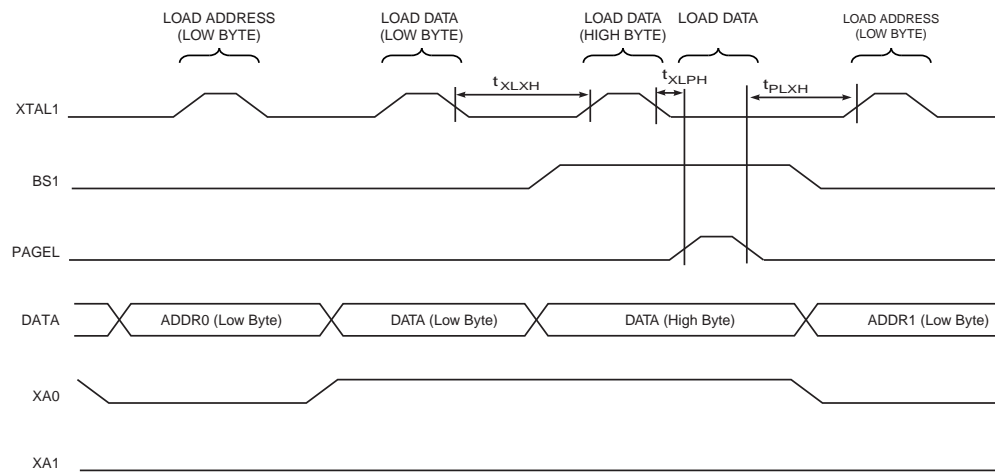 LOAD ADDRESS
(LOW BYTE)
LOAD DATA
(LOW BYTE)
LOAD DATA
(HIGH BYTE)
LOAD DATA
LOAD ADDRESS
(LOW BYTE)
XTAL1
tXLXH
tXLPH
tPLXH
BS1
PAGEL
DATA
ADDR0 (Low Byte)
DATA (Low Byte)
DATA (High Byte)
ADDR1 (Low Byte)
XA0
XA1